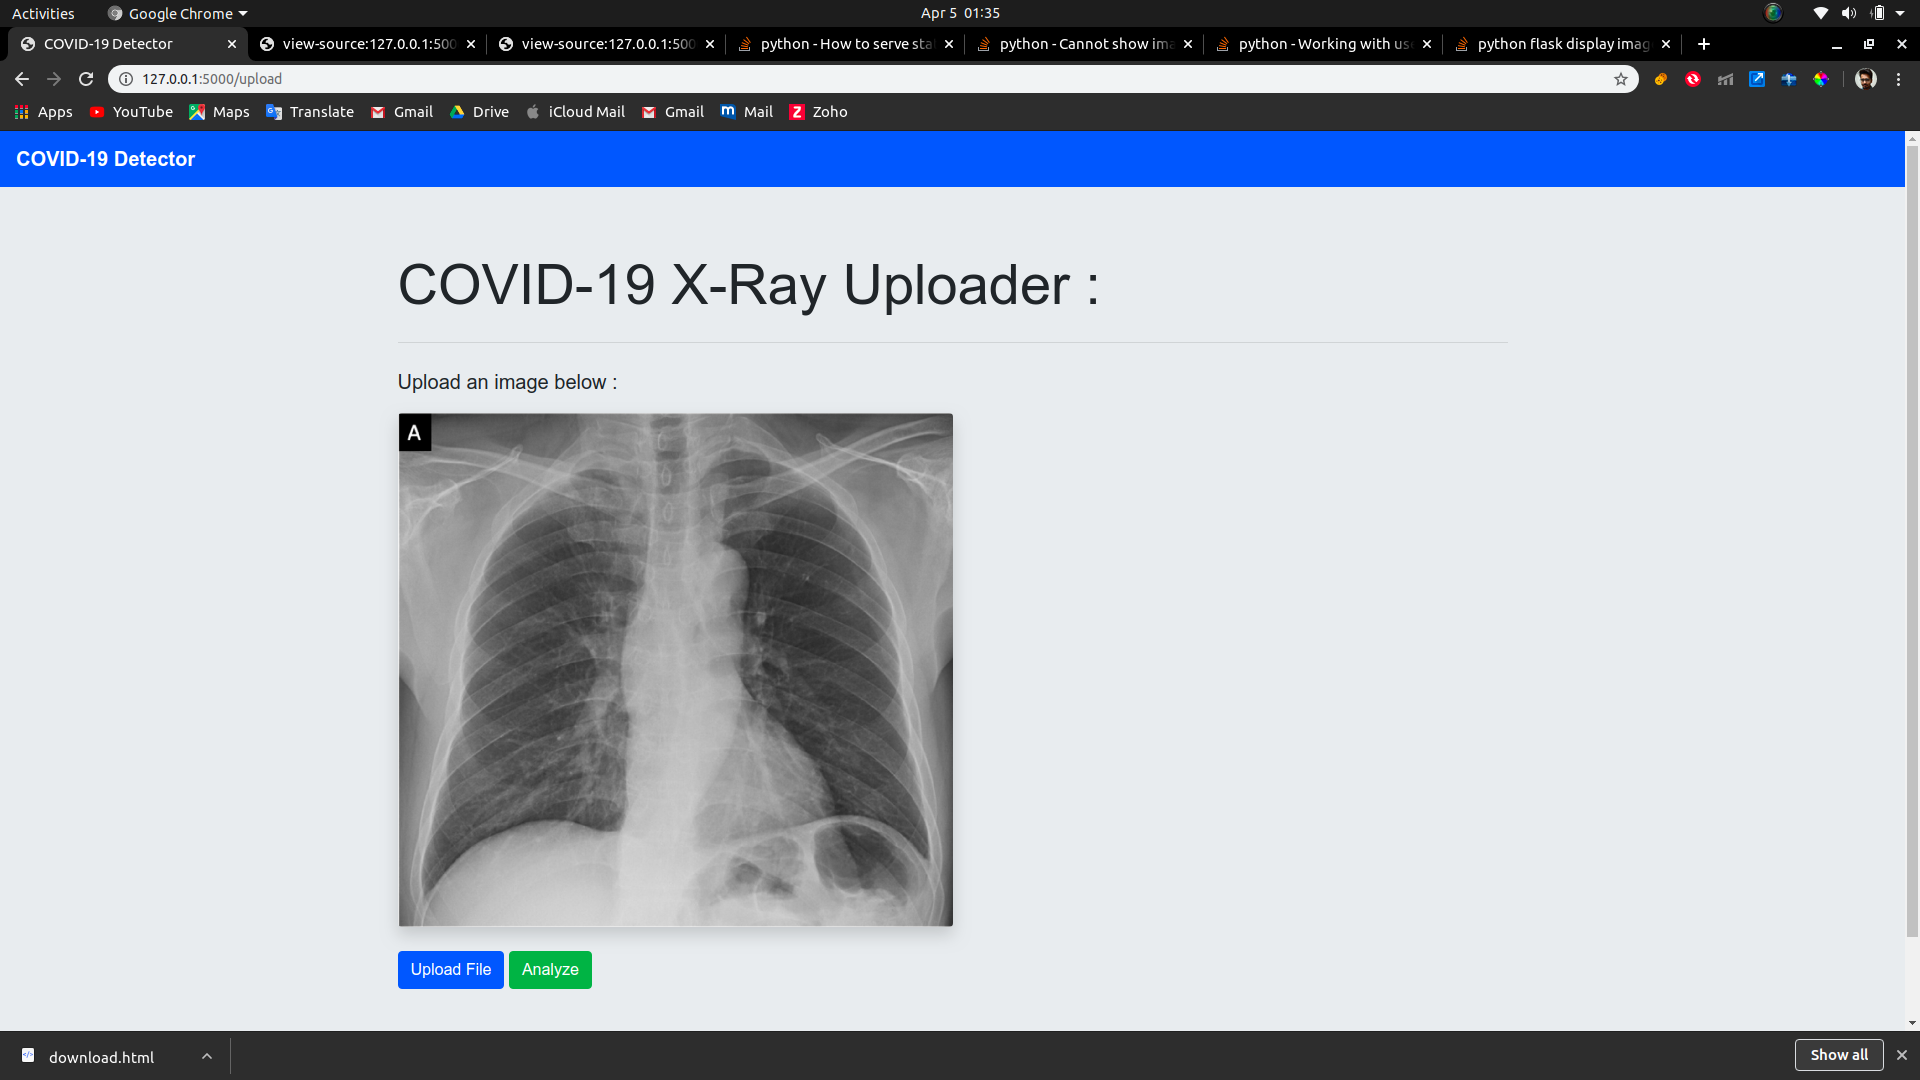 Activities Google Chrome Apr 5 01:35
COVID-19 Detector view-source:127.0.0.1:500 view-source:127.0.0.1:500 python - How to serve sta python - Cannot show ima python - Working with use python flask display imag
127.0.0.1:5000/upload
Apps YouTube Maps Translate Gmail Drive iCloud Mail Gmail Mail Zoho
COVID-19 Detector
COVID-19 X-Ray Uploader :
Upload an image below :
A
Upload File Analyze
download.html Show all